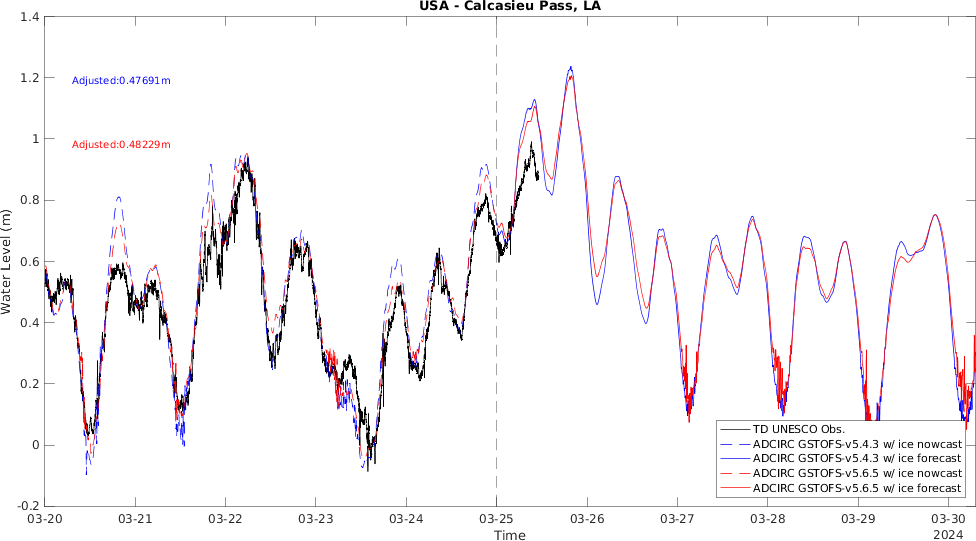 USA - Calcasieu Pass, LA
1.4
1.2
1
0.8
0.6
0.4
0.2
0
-0.2
Water Level (m)
Adjusted:0.47691m
Adjusted:0.48229m
TD UNESCO Obs.
ADCIRC GSTOFS-v5.4.3 w/ ice nowcast
ADCIRC GSTOFS-v5.4.3 w/ ice forecast
ADCIRC GSTOFS-v5.6.5 w/ ice nowcast
ADCIRC GSTOFS-v5.6.5 w/ ice forecast
03-20 03-21 03-22 03-23 03-24 03-25 03-26 03-27 03-28 03-29 03-30
Time
2024